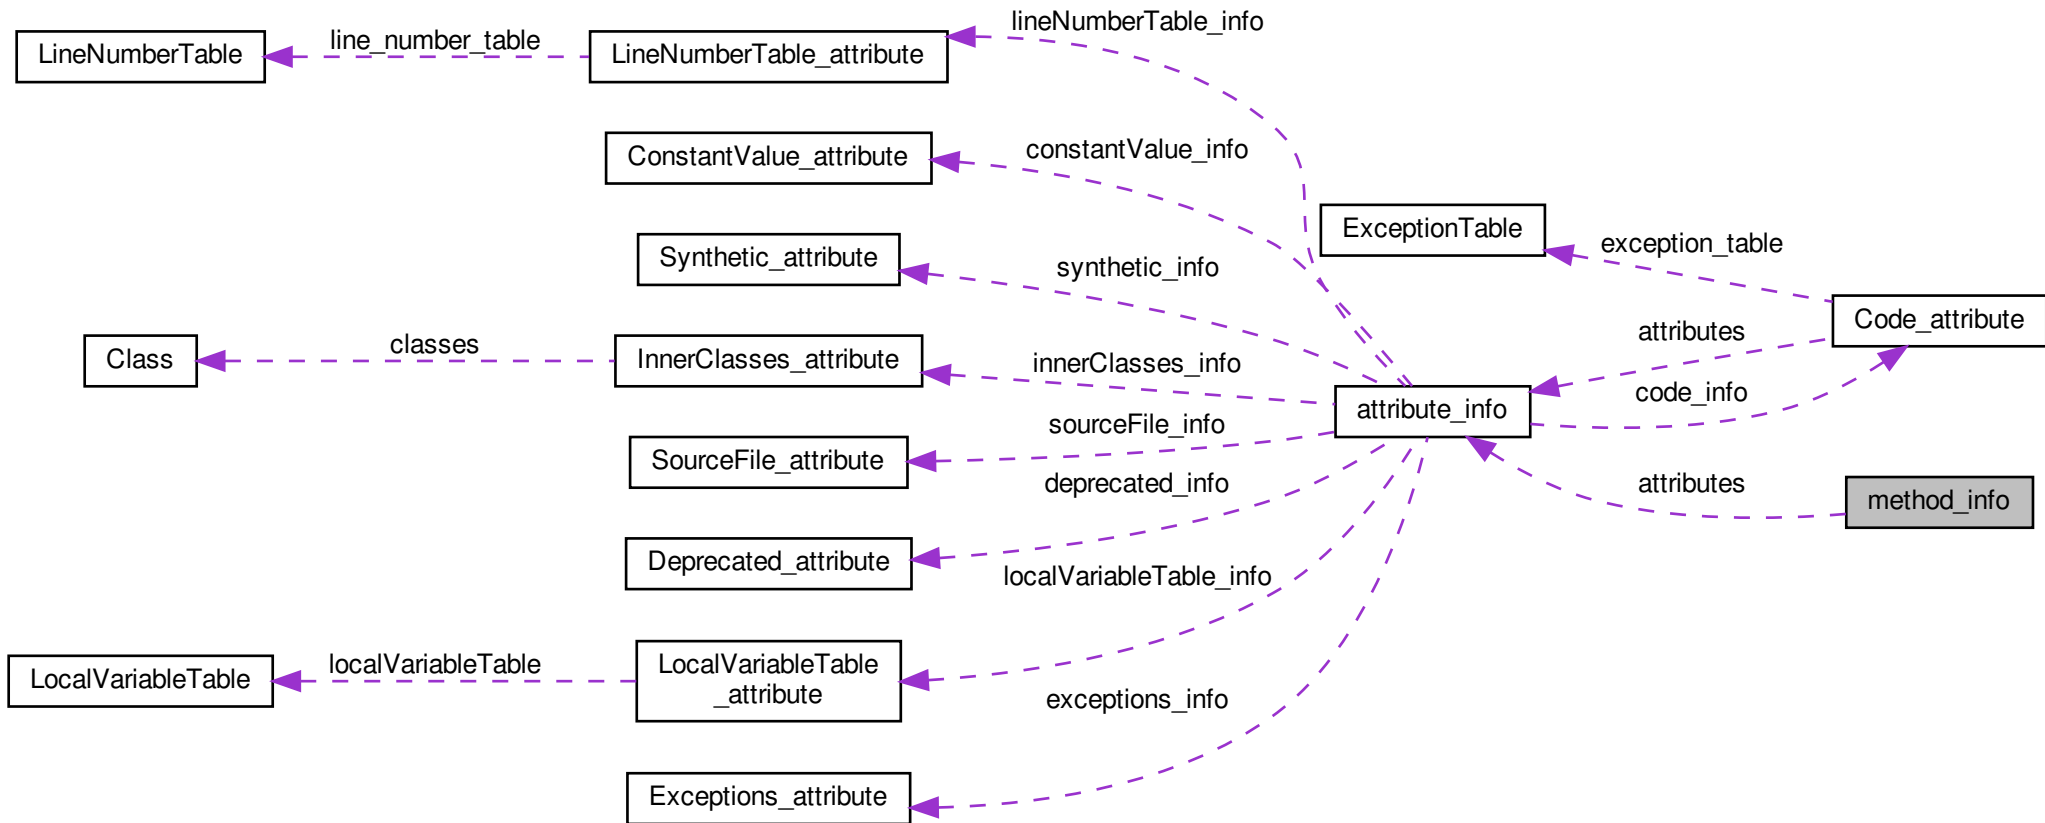 lineNumberTable_info
LineNumberTable
line_number_table
LineNumberTable_attribute
ConstantValue_attribute
constantValue_info
ExceptionTable
exception_table
Synthetic_attribute
synthetic_info
Code_attribute
attributes
Class
classes
InnerClasses_attribute
innerClasses_info
attribute_info
code_info
sourceFile_info
SourceFile_attribute
deprecated_info
attributes
method_info
Deprecated_attribute
localVariableTable_info
LocalVariableTable
localVariableTable
LocalVariableTable
_attribute
exceptions_info
Exceptions_attribute